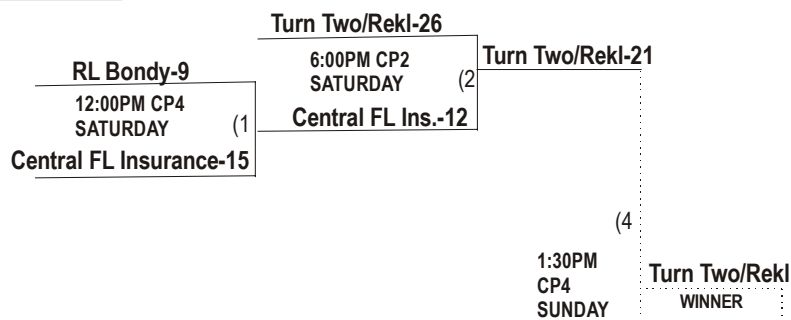 Turn Two/Rekl-26
6:00PM CP2
SATURDAY
(2
Turn Two/Rekl-21
RL Bondy-9
12:00PM CP4
SATURDAY
(1
Central FL Ins.-12
Central FL Insurance-15
(4
1:30PM
CP4
SUNDAY
Turn Two/Rekl
WINNER